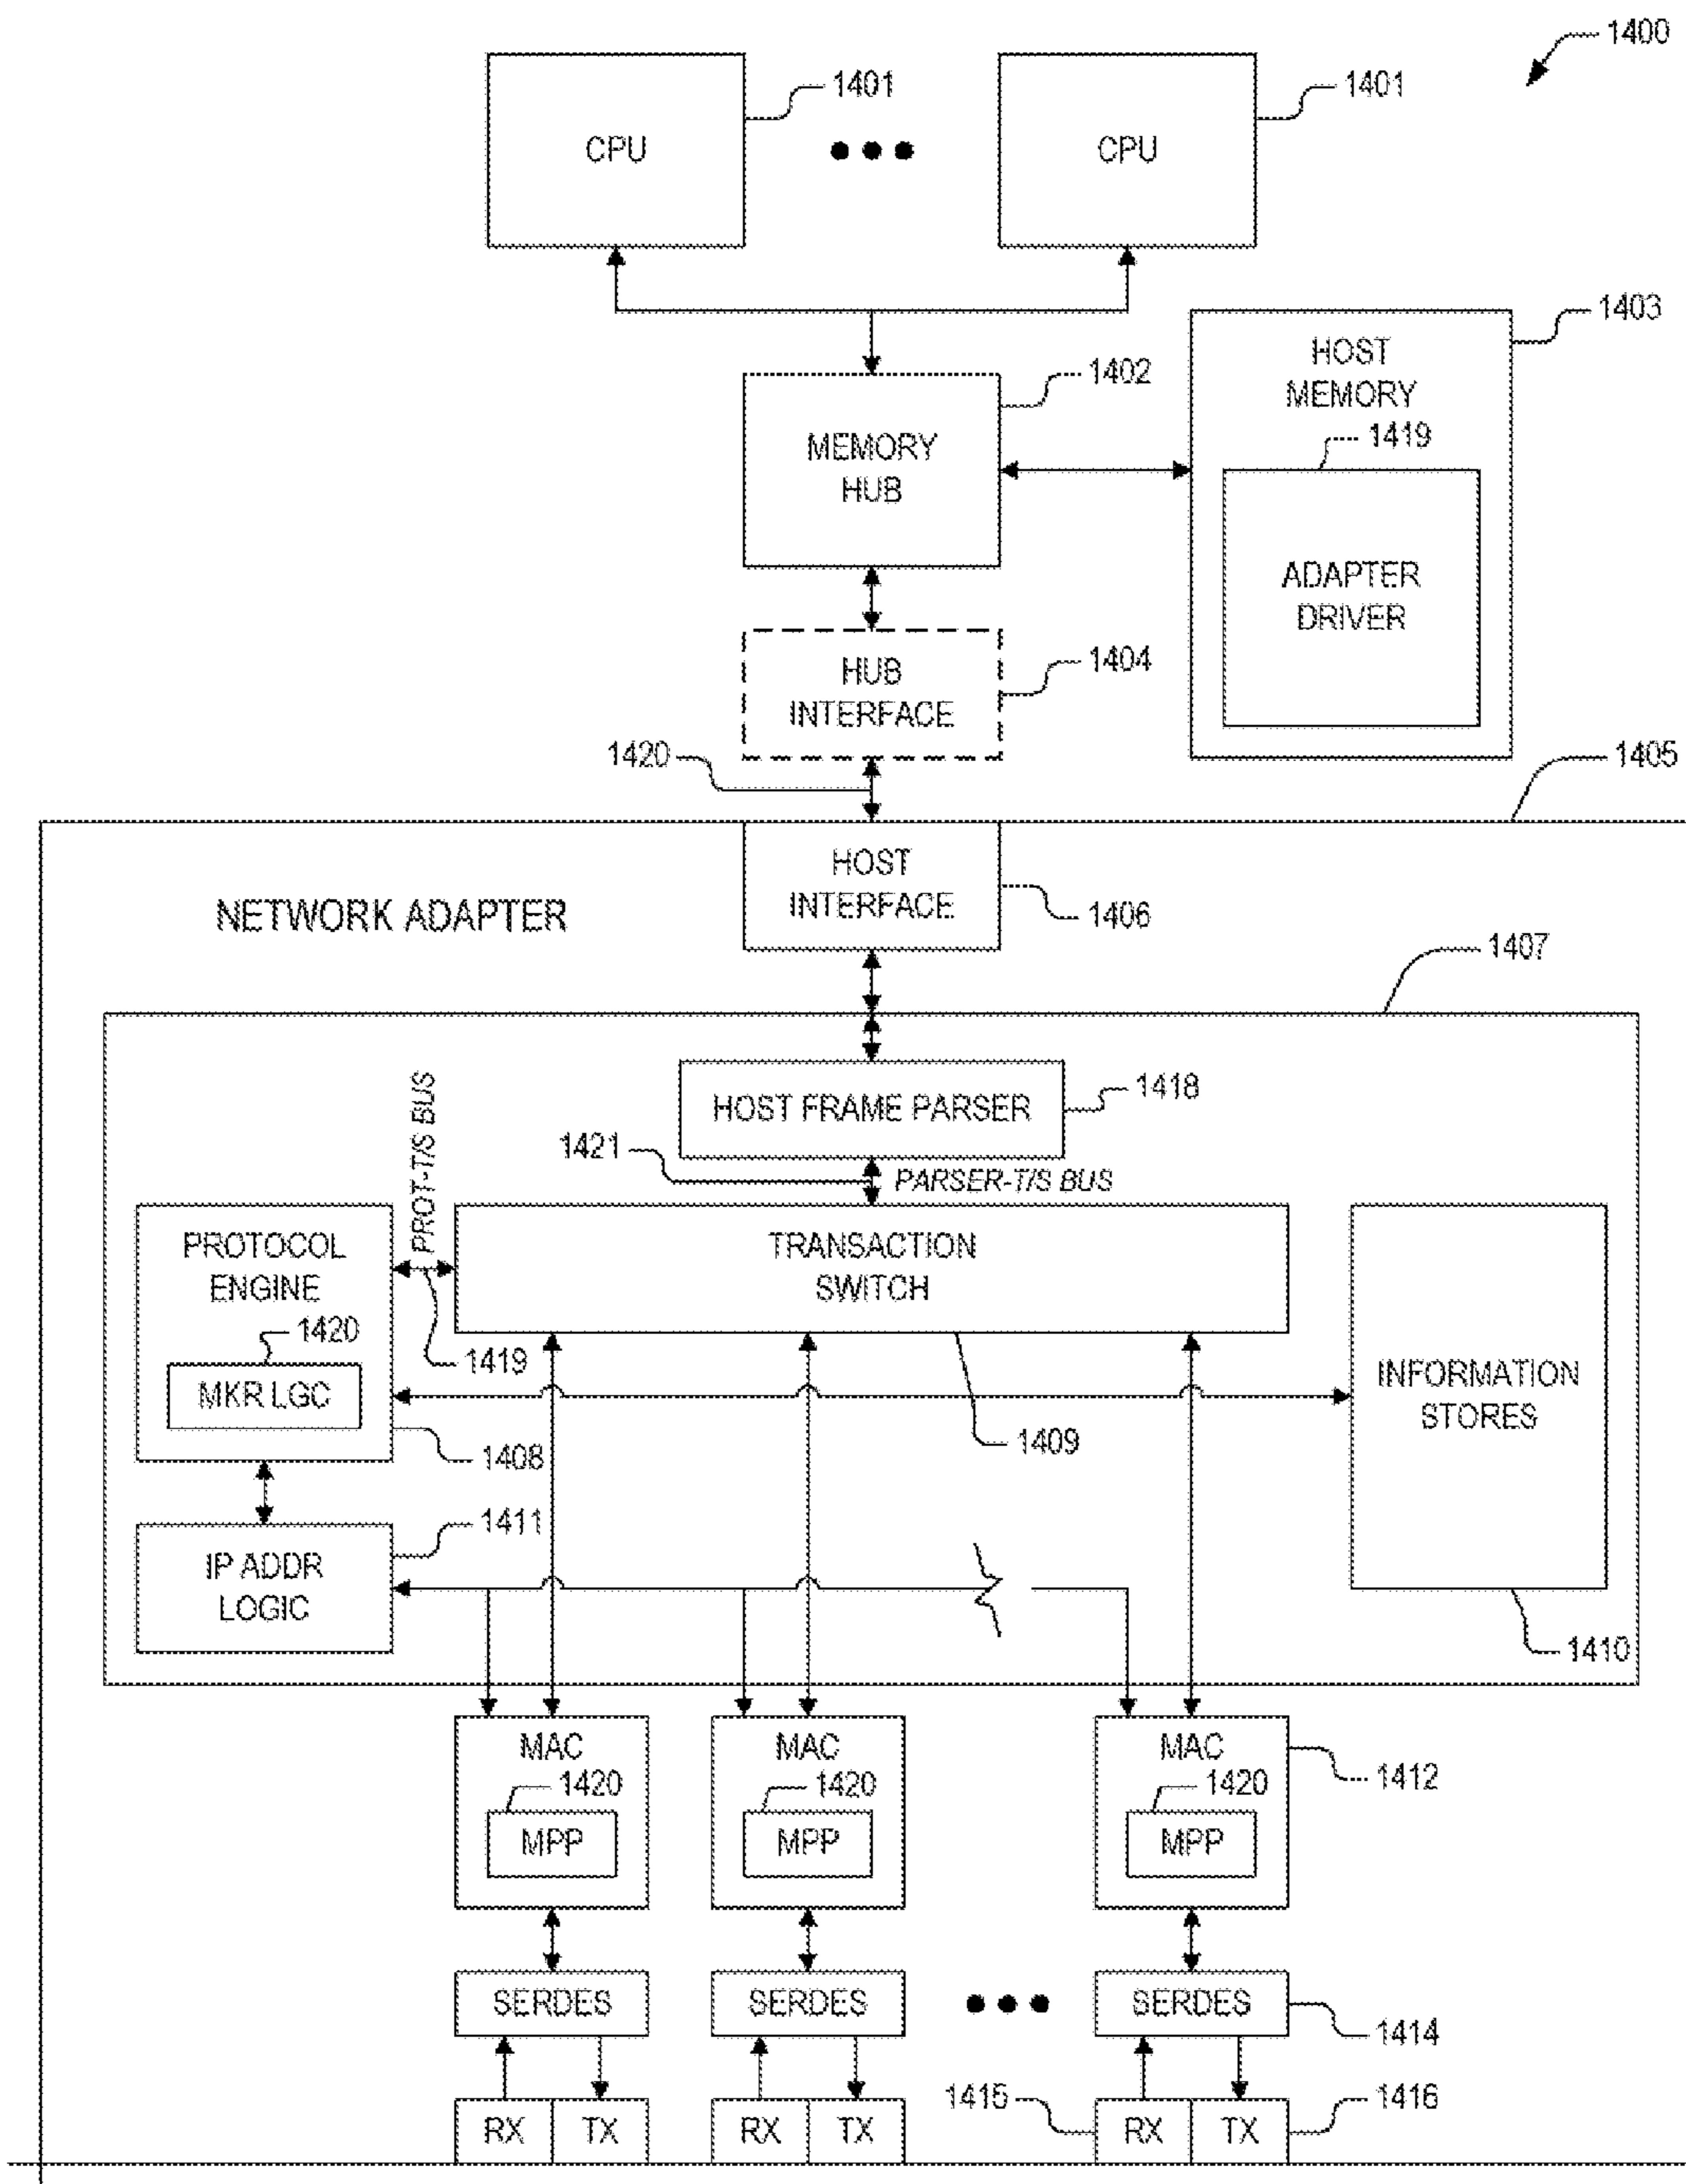 1400
1401
1401
CPU
CPU
1403
HOST
MEMORY
1402
1419
MEMORY
HUB
ADAPTER
DRIVER
HUB
INTERFACE
1404
1420
1405
HOST
INTERFACE
NETWORK ADAPTER
1406
1407
PROT-T/S BUS
HOST FRAME PARSER
1418
1421
PARSER-T/S BUS
PROTOCOL
ENGINE
TRANSACTION
SWITCH
1420
1419
MKR LGC
INFORMATION
STORES
1409
1408
1411
IP ADDR
LOGIC
1410
MAC
MAC
MAC
1412
1420
1420
1420
MPP
MPP
MPP
SERDES
SERDES
SERDES
1414
1415
1416
RX
TX
RX
TX
RX
TX